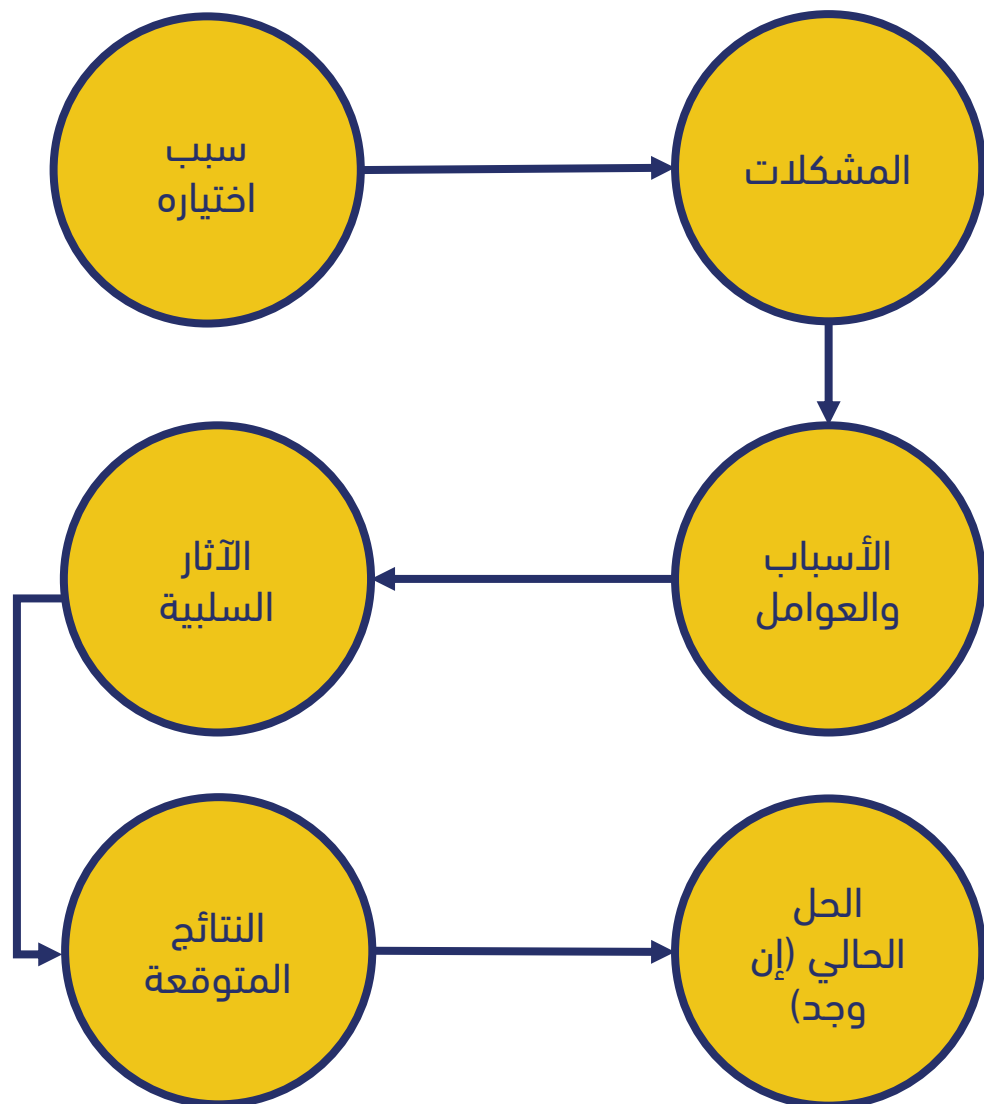 سبب
اختياره
المشكلات
الأسباب
والعوامل
الآثار
السلبية
النتائج
المتوقعة
الحل
الحالي (إن
وجد)